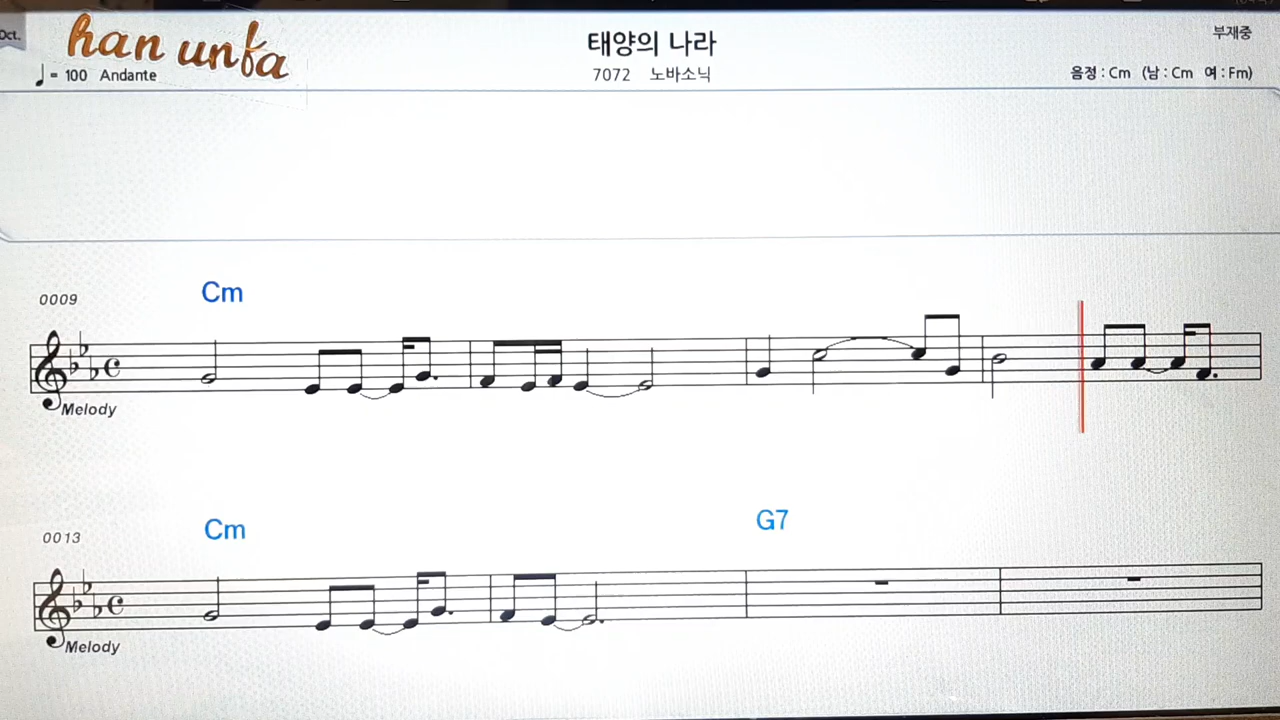 Oct.
han unfa
태양의 나라
부재중
= 100 Andante
7072 노바소닉
음정 : Cm (남 : Cm 여 : Fm)
0009
Cm
Melody
0013
Cm
G7
Melody